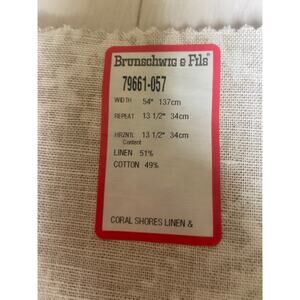 Brunschwig & Fils®
79661-057
WIDTH 54" 137cm
REPEAT 13 1/2" 34cm
HRZNTL 13 1/2" 34cm
Content
LINEN 51%
COTTON 49%
CORAL SHORES LINEN &